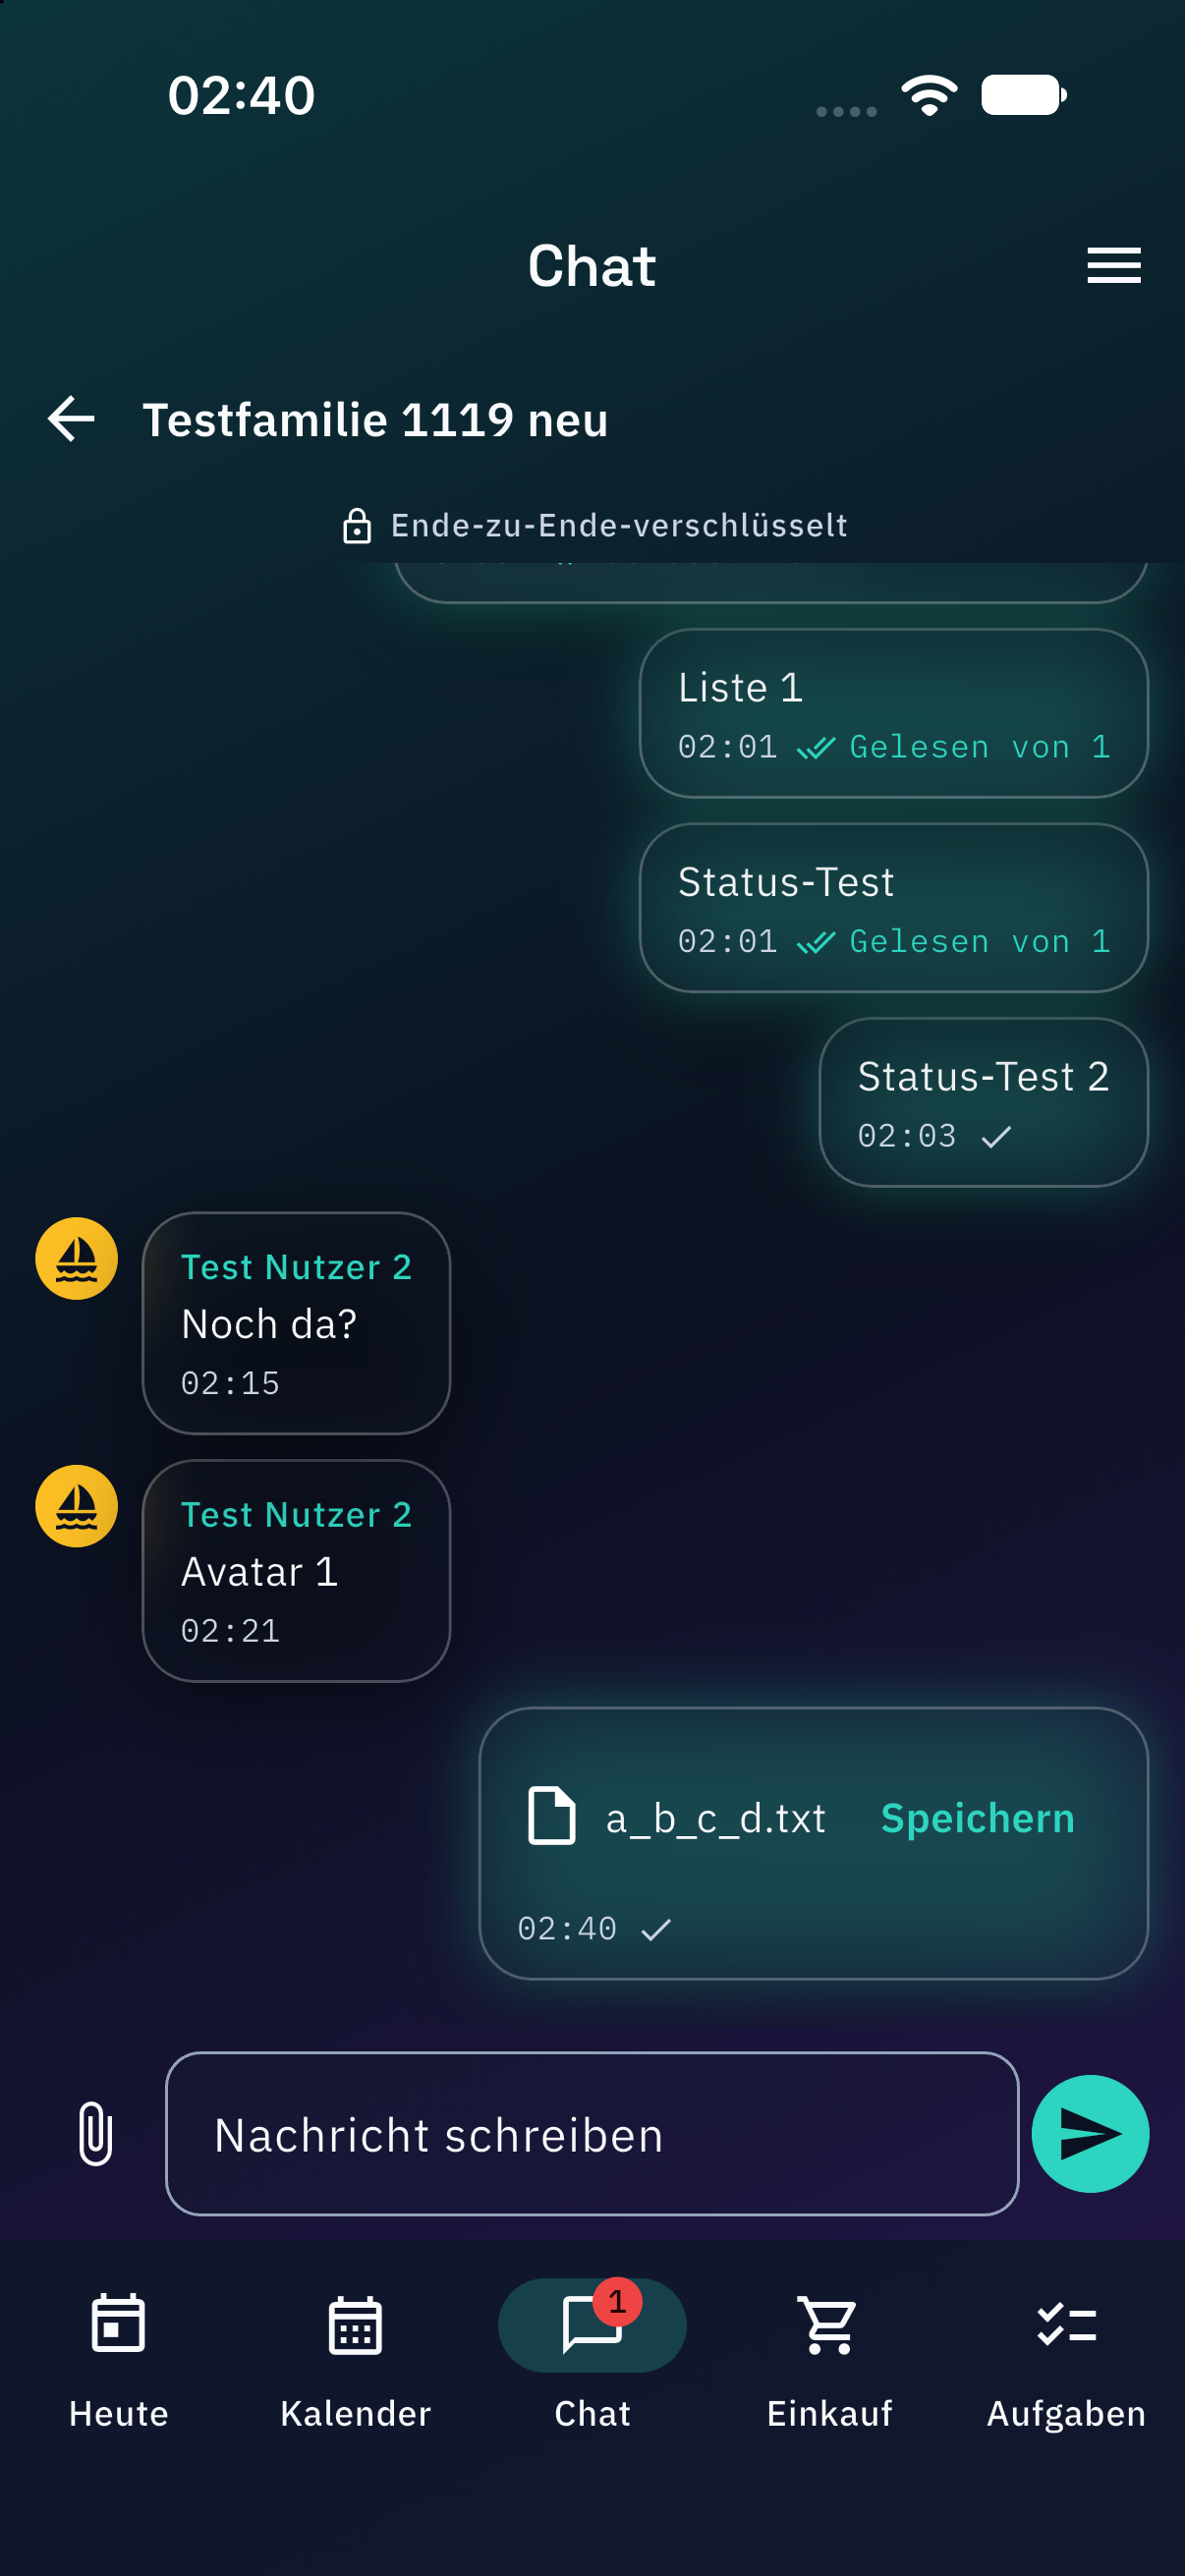 02:40
Chat
Testfamilie 1119 neu
Ende-zu-Ende-verschlüsselt
Liste 1
02:01 Gelesen von 1
Status-Test
02:01 Gelesen von 1
Status-Test 2
02:03
Test Nutzer 2
Noch da?
02:15
Test Nutzer 2
Avatar 1
02:21
a_b_c_d.txt Speichern
02:40
Nachricht schreiben
1
Heute Kalender Chat Einkauf Aufgaben